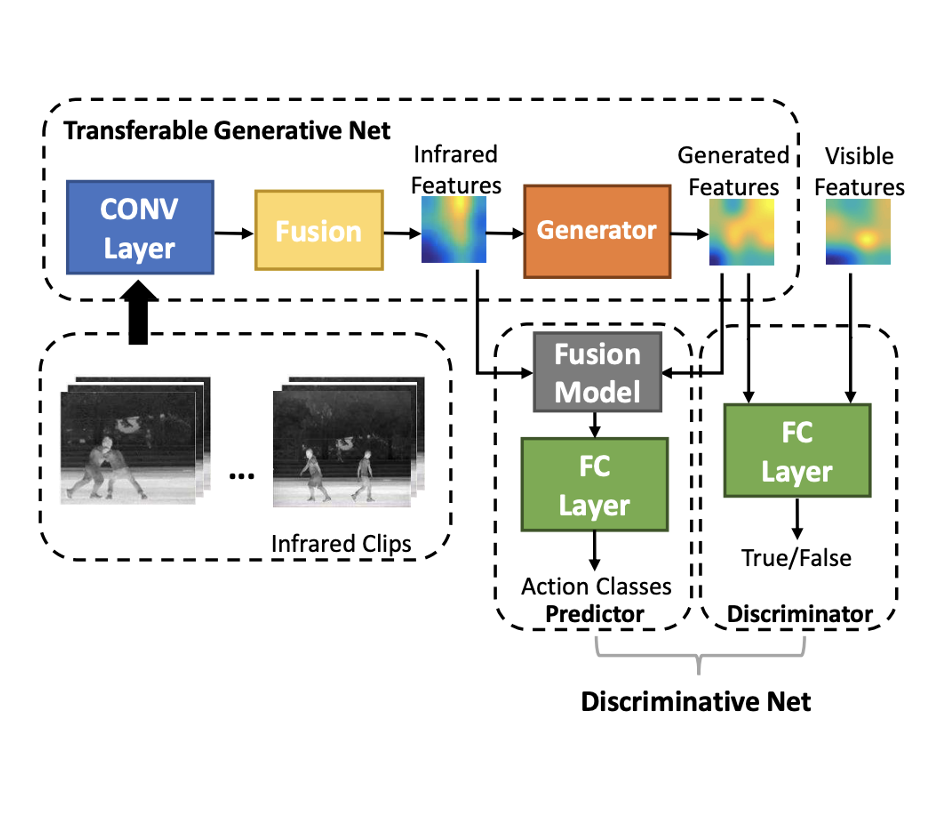 Transferable Generative Net
Infrared
Features
Generated
Features
Visible
Features
CONV
Layer
Fusion
Generator
Fusion
Model
FC
Layer
FC
Layer
...
Infrared Clips
True/False
Action Classes
Predictor
Discriminator
Discriminative Net